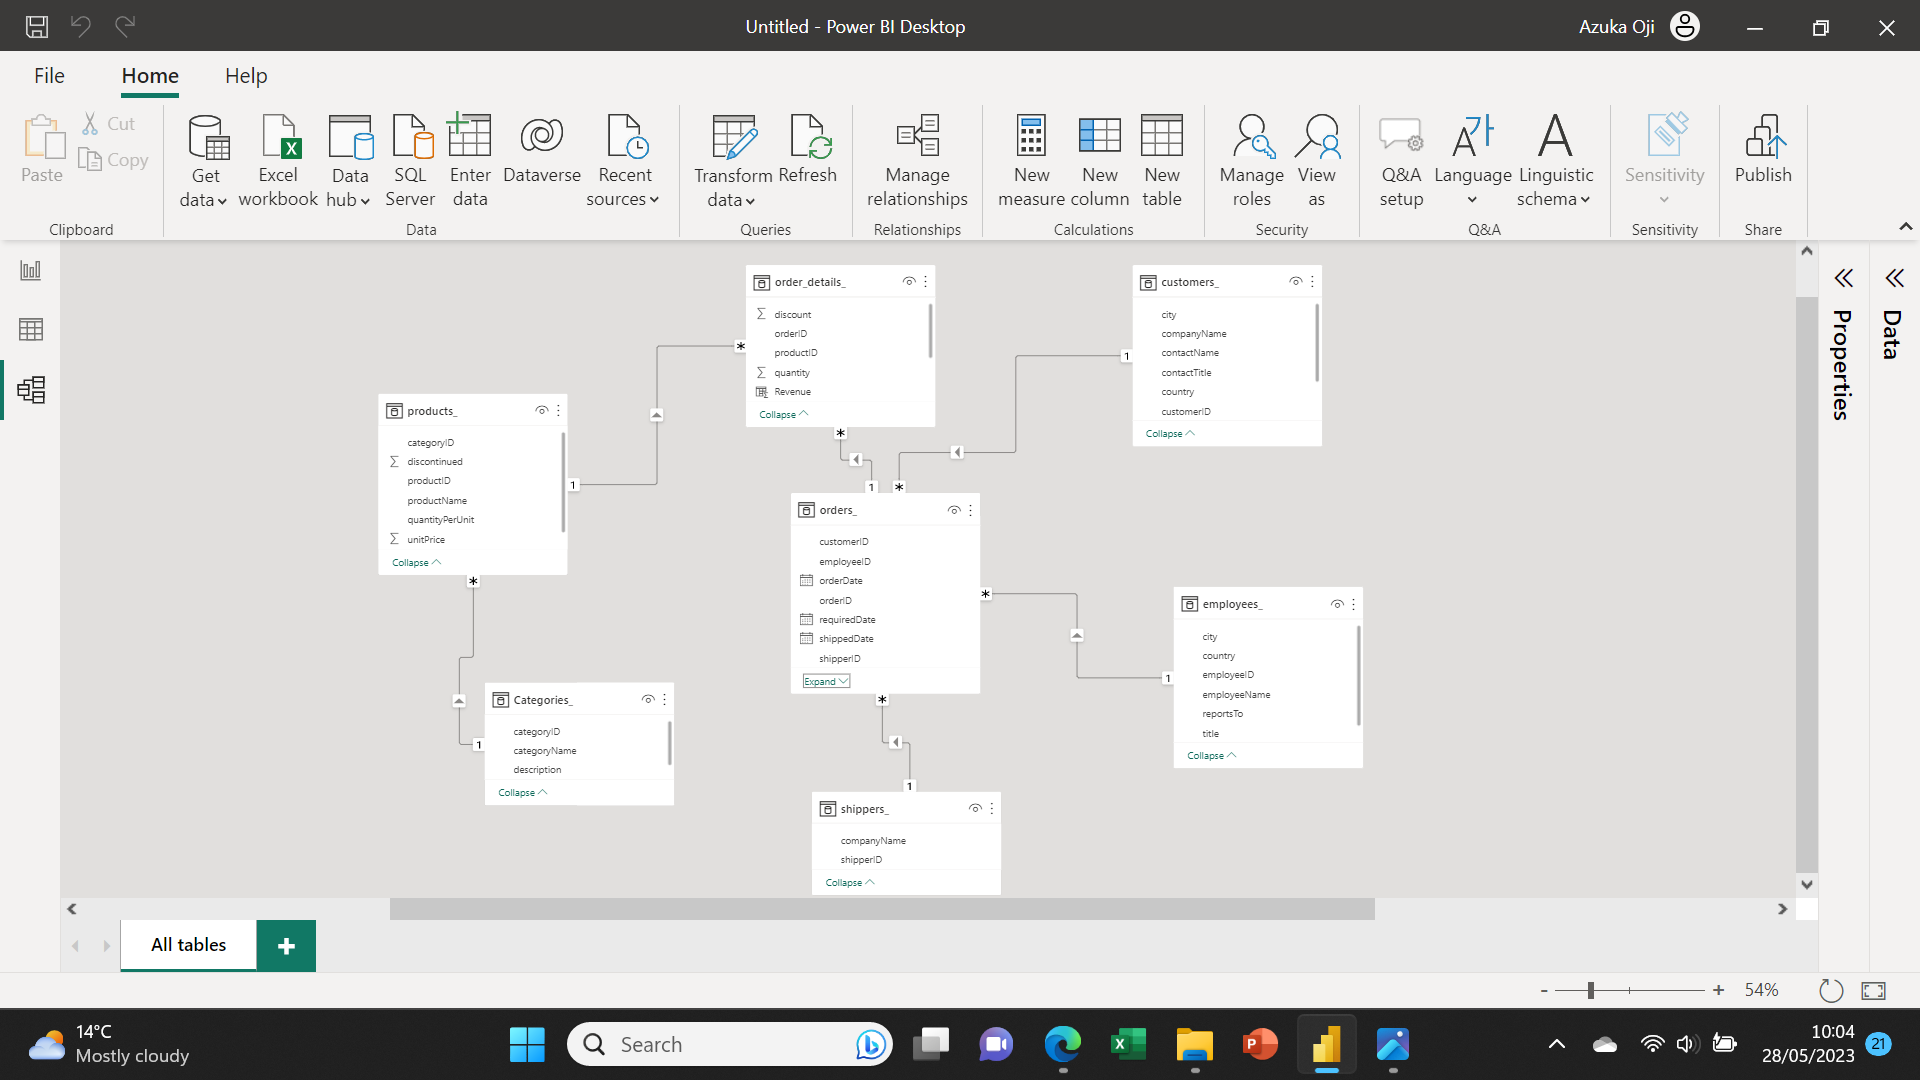 Untitled - Power BI Desktop
Azuka Oji
File
Home
Help
Paste
Cut
Copy
Clipboard
Get data
Excel workbook
Data hub
SQL Server
Enter data
Dataverse
Recent sources
Data
Transform data
Refresh
Queries
Manage relationships
Relationships
New measure
New column
New table
Calculations
Manage roles
View as
Security
Q&A setup
Language
Linguistic schema
Q&A
Sensitivity
Sensitivity
Publish
Share
order_details_
discount
orderID
productID
quantity
Revenue
Collapse
customers_
city
companyName
contactName
contactTitle
country
customerID
Collapse
products_
categoryID
discontinued
productID
productName
quantityPerUnit
unitPrice
Collapse
orders_
customerID
employeeID
orderDate
orderID
requiredDate
shippedDate
shipperID
Expand
employees_
city
country
employeeID
employeeName
reportsTo
title
Collapse
Categories_
categoryID
categoryName
description
Collapse
shippers_
companyName
shipperID
Collapse
* 1
* 1
1 *
* 1
* 1
* 1
Properties
Data
All tables
+
- + 54%
14°C
Mostly cloudy
Search
10:04
28/05/2023
21